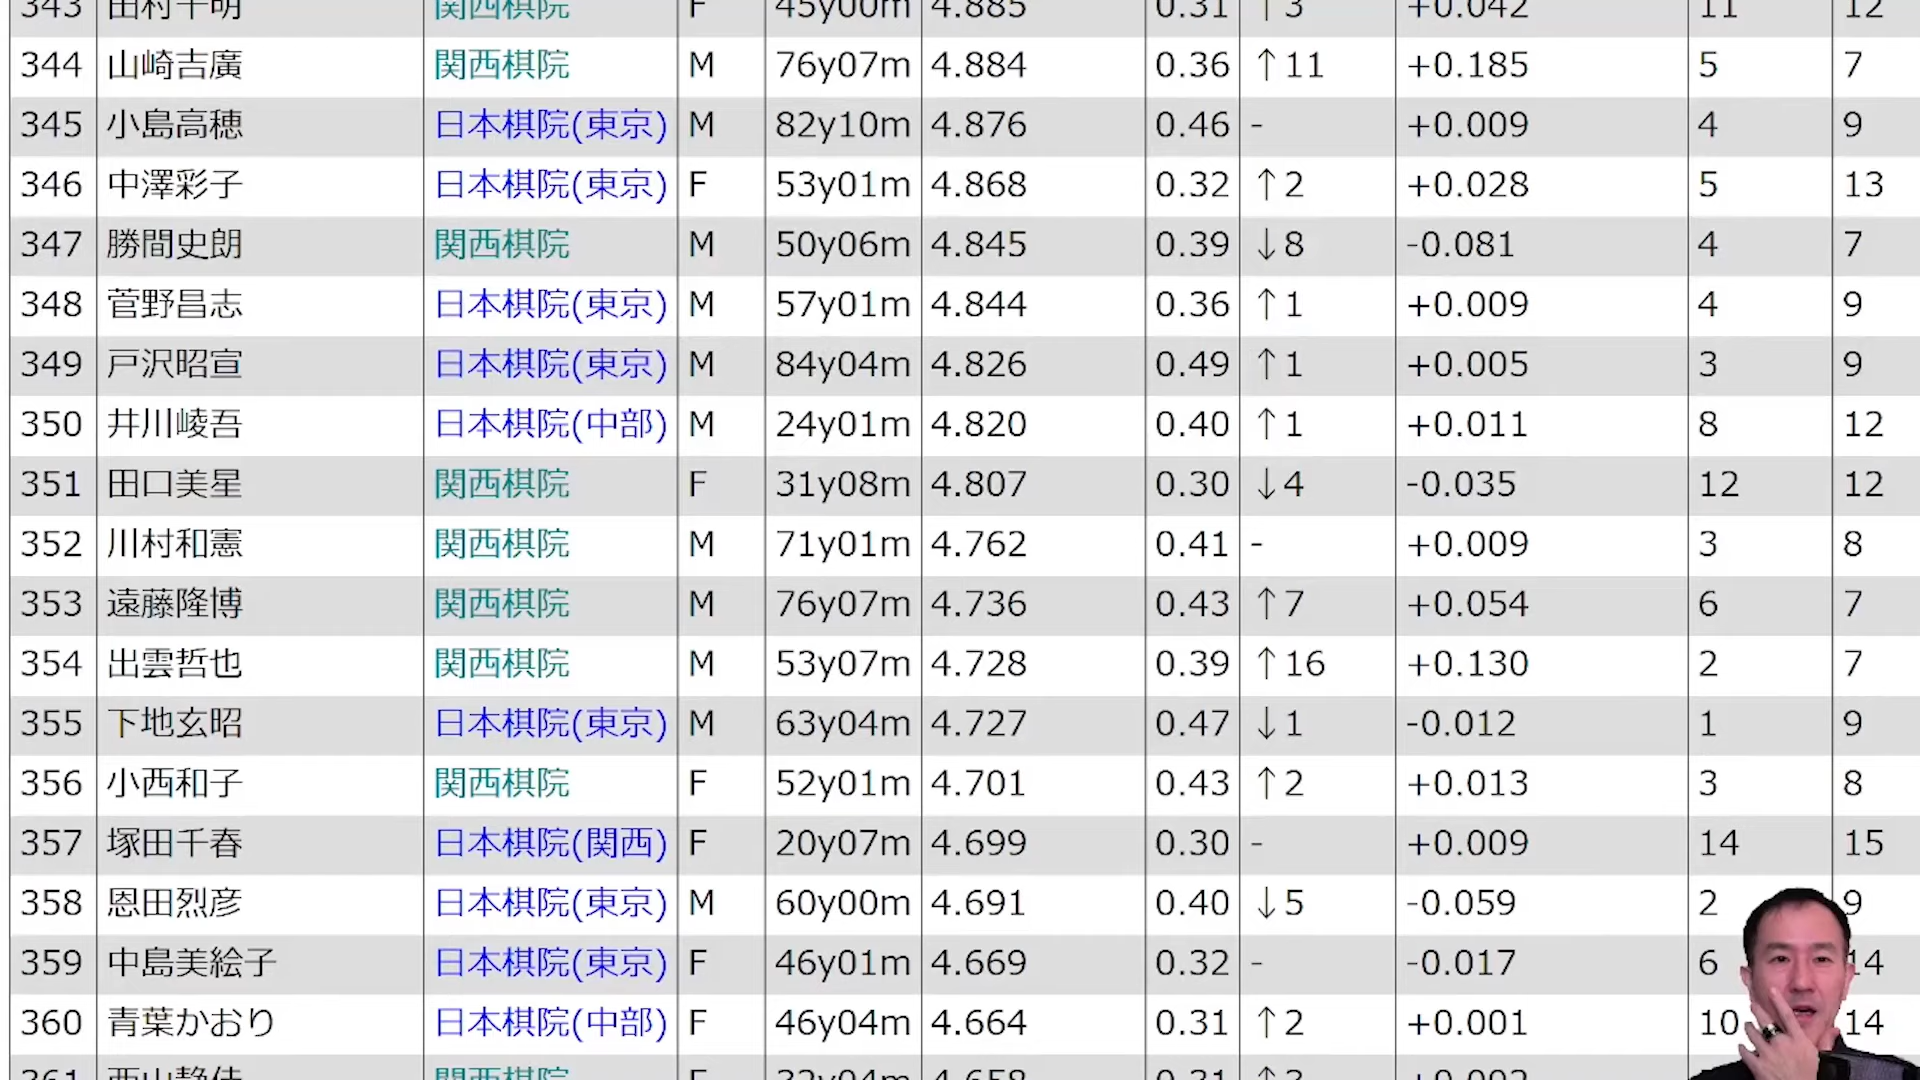 343 田村千明 関西棋院 F 45y00m 4.885 0.31 ↑3 +0.042 11 12
344 山崎吉廣 関西棋院 M 76y07m 4.884 0.36 ↑11 +0.185 5 7
345 小島高穂 日本棋院(東京) M 82y10m 4.876 0.46 - +0.009 4 9
346 中澤彩子 日本棋院(東京) F 53y01m 4.868 0.32 ↑2 +0.028 5 13
347 勝間史朗 関西棋院 M 50y06m 4.845 0.39 ↓8 -0.081 4 7
348 菅野昌志 日本棋院(東京) M 57y01m 4.844 0.36 ↑1 +0.009 4 9
349 戸沢昭宣 日本棋院(東京) M 84y04m 4.826 0.49 ↑1 +0.005 3 9
350 井川崚吾 日本棋院(中部) M 24y01m 4.820 0.40 ↑1 +0.011 8 12
351 田口美星 関西棋院 F 31y08m 4.807 0.30 ↓4 -0.035 12 12
352 川村和憲 関西棋院 M 71y01m 4.762 0.41 - +0.009 3 8
353 遠藤隆博 関西棋院 M 76y07m 4.736 0.43 ↑7 +0.054 6 7
354 出雲哲也 関西棋院 M 53y07m 4.728 0.39 ↑16 +0.130 2 7
355 下地玄昭 日本棋院(東京) M 63y04m 4.727 0.47 ↓1 -0.012 1 9
356 小西和子 関西棋院 F 52y01m 4.701 0.43 ↑2 +0.013 3 8
357 塚田千春 日本棋院(関西) F 20y07m 4.699 0.30 - +0.009 14 15
358 恩田烈彦 日本棋院(東京) M 60y00m 4.691 0.40 ↓5 -0.059 2 9
359 中島美絵子 日本棋院(東京) F 46y01m 4.669 0.32 - -0.017 6 14
360 青葉かおり 日本棋院(中部) F 46y04m 4.664 0.31 ↑2 +0.001 10 14
361 西山静佳 関西棋院 F 32y04m 4.658 0.31